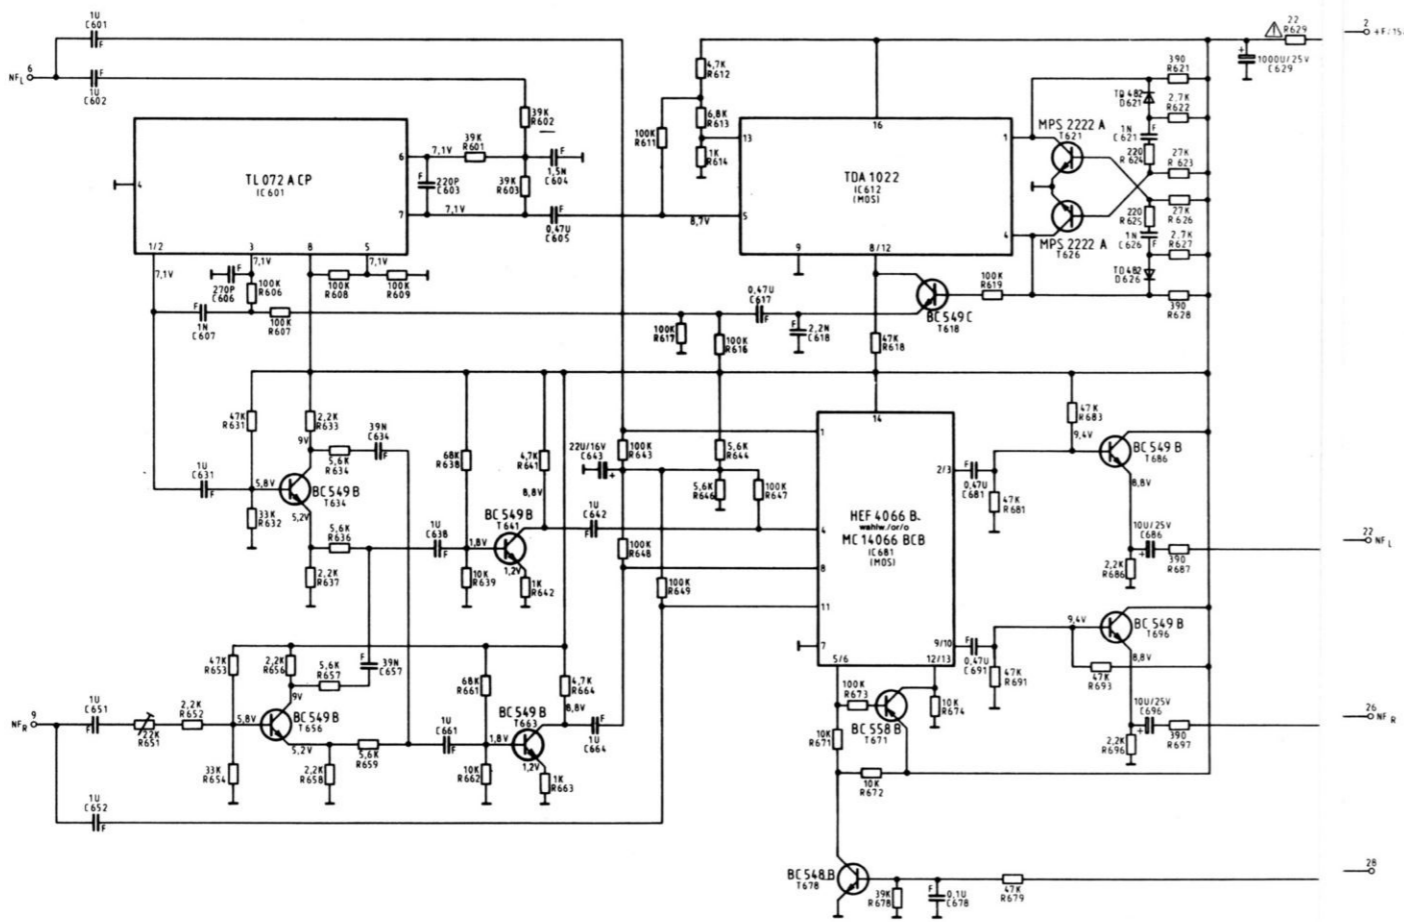 1U
C601
F
6
NF L
1U
C602
F
39K
R602
39K
R601
7,1V
6
TL 072 A CP
IC 601
4
F
220P
C603
39K
R603
F
1,5N
C604
7
7,1V
F
0,47U
C605
1/2
3
8
5
7,1V
7,1V
7,1V
F
270P
C606
100K
R606
100K
R608
100K
R609
F
1N
C607
100K
R607
4,7K
R612
100K
R611
6,8K
R613
1K
R614
13
16
1
TDA 1022
IC612
(MOS)
5
8,7V
9
8/12
4
MPS 2222 A
T621
MPS 2222 A
T626
22
R629
2
+F/15
1000U/25V
C629
390
R621
TD 482
D621
2,7K
R622
1N
C621
F
220
R624
27K
R623
27K
R626
220
R625
1N
C626
F
2,7K
R627
TD 482
D626
390
R628
100K
R619
BC 549 C
T618
0,47U
C617
F
F
2,2N
C618
100K
R617
100K
R616
47K
R618
47K
R631
2,2K
R633
9V
39N
C634
F
5,6K
R634
1U
C631
F
5,8V
BC 549 B
T634
5,2V
33K
R632
5,6K
R636
2,2K
R637
68K
R638
4,7K
R641
8,8V
1U
C638
F
1,8V
BC 549 B
T641
1,2V
10K
R639
1K
R642
1U
C642
F
22U/16V
C643
100K
R643
5,6K
R644
5,6K
R646
100K
R647
100K
R648
100K
R649
14
1
2/3
4
HEF 4066 B
wahlw./or/o
MC 14066 BCB
IC681
(MOS)
8
11
7
9/10
5/6
12/13
47K
R683
9,4V
BC 549 B
T686
8,8V
F
0,47U
C681
47K
R681
10U/25V
C686
2,2K
R686
390
R687
22
NF L
9,4V
BC 549 B
T696
8,8V
F
0,47U
C691
47K
R691
47K
R693
10U/25V
C696
2,2K
R696
390
R697
26
NF R
47K
R653
2,2K
R656
5,6K
R657
9V
F
39N
C657
9
NF R
1U
C651
F
22K
R651
2,2K
R652
5,8V
BC 549 B
T656
5,2V
33K
R654
2,2K
R658
5,6K
R659
68K
R661
4,7K
R664
8,8V
1U
C661
F
1,8V
BC 549 B
T663
1,2V
10K
R662
1K
R663
F
1U
C664
1U
C652
F
100K
R673
BC 558 B
T671
10K
R674
10K
R671
10K
R672
BC 548 B
T678
39K
R678
F
0,1U
C678
47K
R679
28